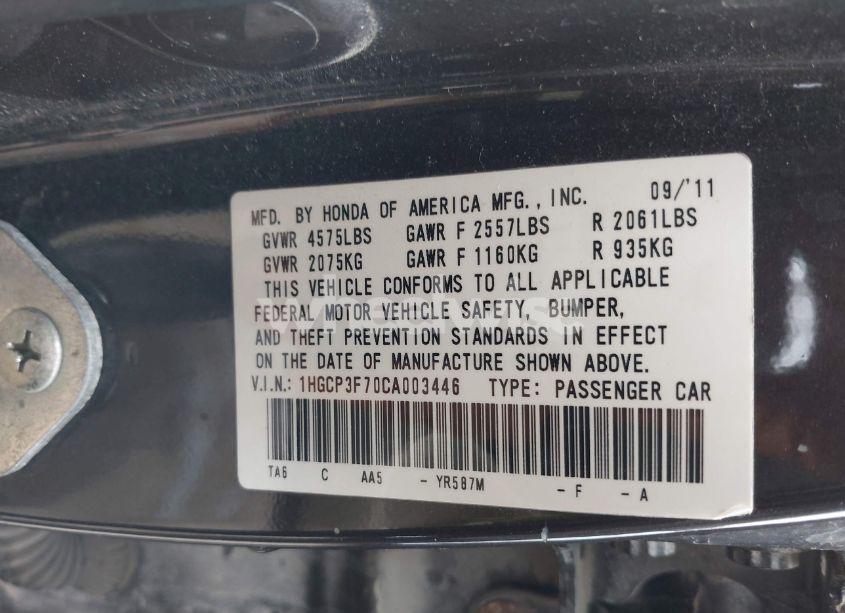 MFD. BY HONDA OF AMERICA MFG., INC. 09/'11
GVWR 4575LBS GAWR F 2557LBS R 2061LBS
GVWR 2075KG GAWR F 1160KG R 935KG
THIS VEHICLE CONFORMS TO ALL APPLICABLE
FEDERAL MOTOR VEHICLE SAFETY, BUMPER,
AND THEFT PREVENTION STANDARDS IN EFFECT
ON THE DATE OF MANUFACTURE SHOWN ABOVE.
V.I.N.: 1HGCP3F70CA003446 TYPE: PASSENGER CAR
TA6 C AA5 - YR587M - F - A